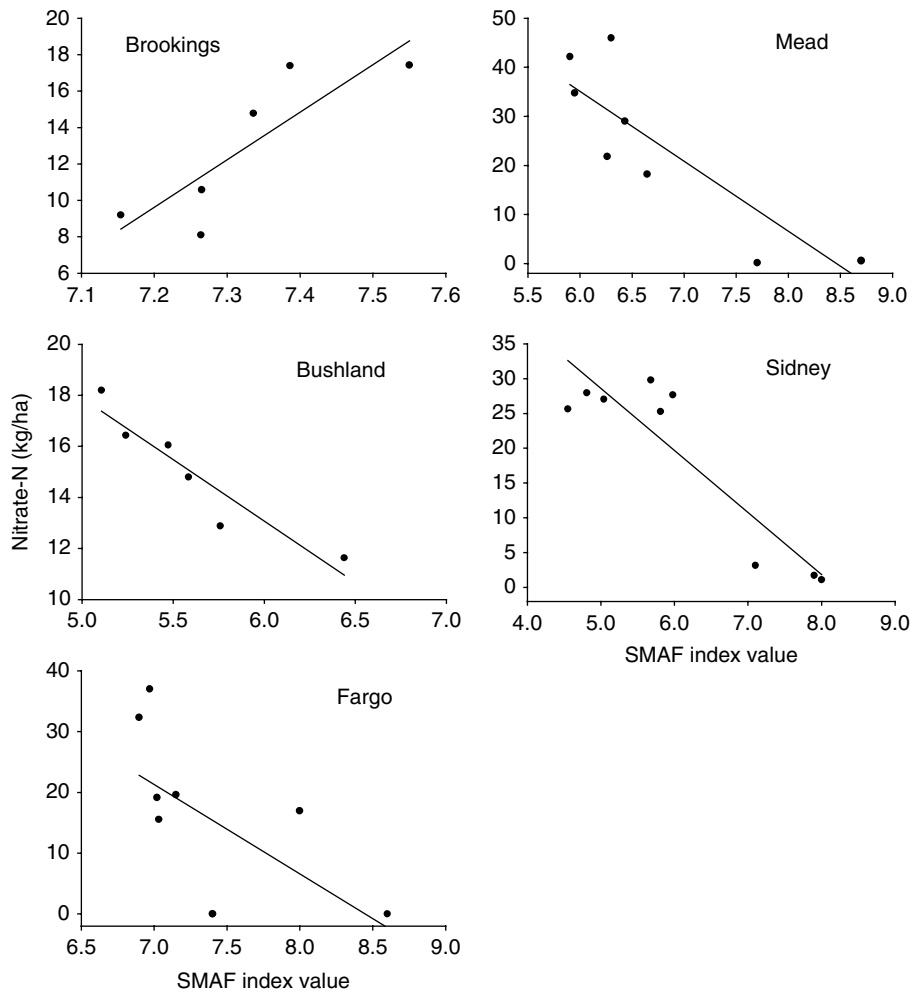 Brookings
20
18
16
14
12
10
8
6
7.1 7.2 7.3 7.4 7.5 7.6
Mead
50
40
30
20
10
0
5.5 6.0 6.5 7.0 7.5 8.0 8.5 9.0
Nitrate-N (kg/ha)
Bushland
20
18
16
14
12
10
5.0 5.5 6.0 6.5 7.0
Sidney
35
30
25
20
15
10
5
0
4.0 5.0 6.0 7.0 8.0 9.0
SMAF index value
Fargo
40
30
20
10
0
6.5 7.0 7.5 8.0 8.5 9.0
SMAF index value